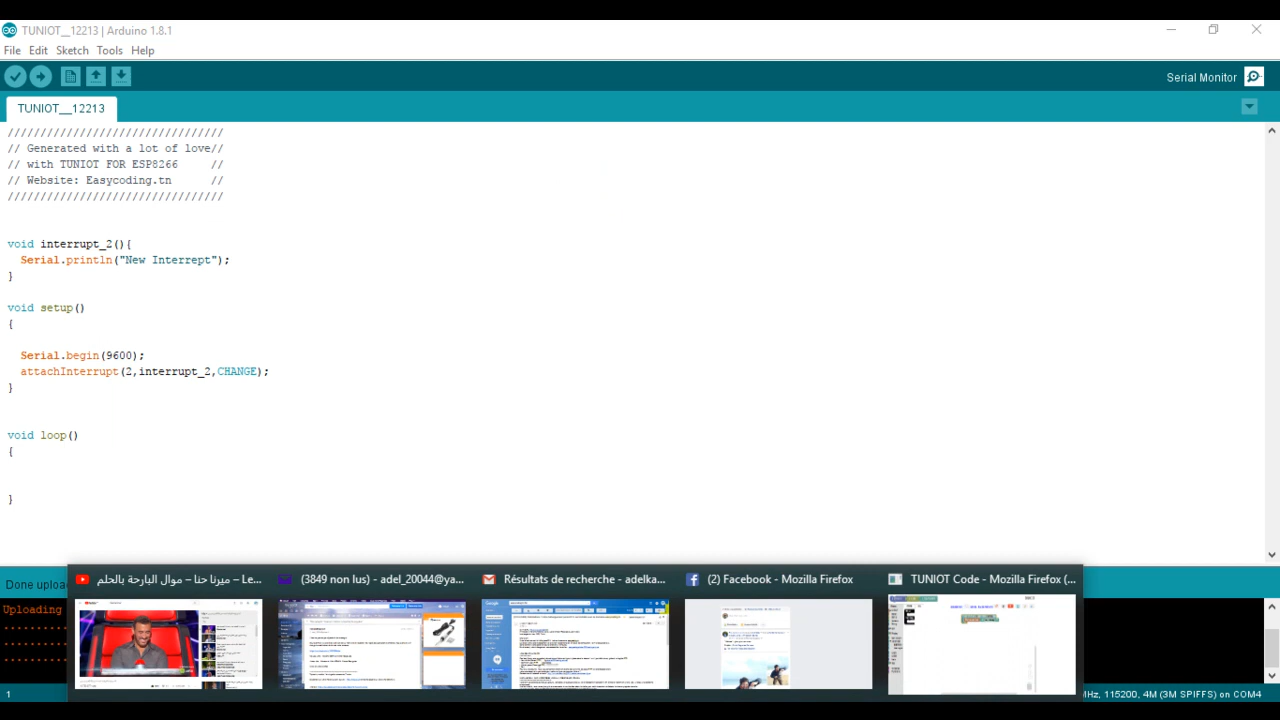 TUNIOT__12213 | Arduino 1.8.1
File Edit Sketch Tools Help
Serial Monitor
TUNIOT__12213
/////////////////////////////////
// Generated with a lot of love//
// with TUNIOT FOR ESP8266     //
// Website: Easycoding.tn      //
/////////////////////////////////
void interrupt_2(){
Serial.println("New Interrept");
}
void setup()
{
Serial.begin(9600);
attachInterrupt(2,interrupt_2,CHANGE);
}
void loop()
{
}
Done uploa
Uploading
ميرنا حنا – موال البارحة بالحلم – Le...
(3849 non lus) - adel_20044@ya...
Résultats de recherche - adelka...
(2) Facebook - Mozilla Firefox
TUNIOT Code - Mozilla Firefox (...
1
MHz, 115200, 4M (3M SPIFFS) on COM4